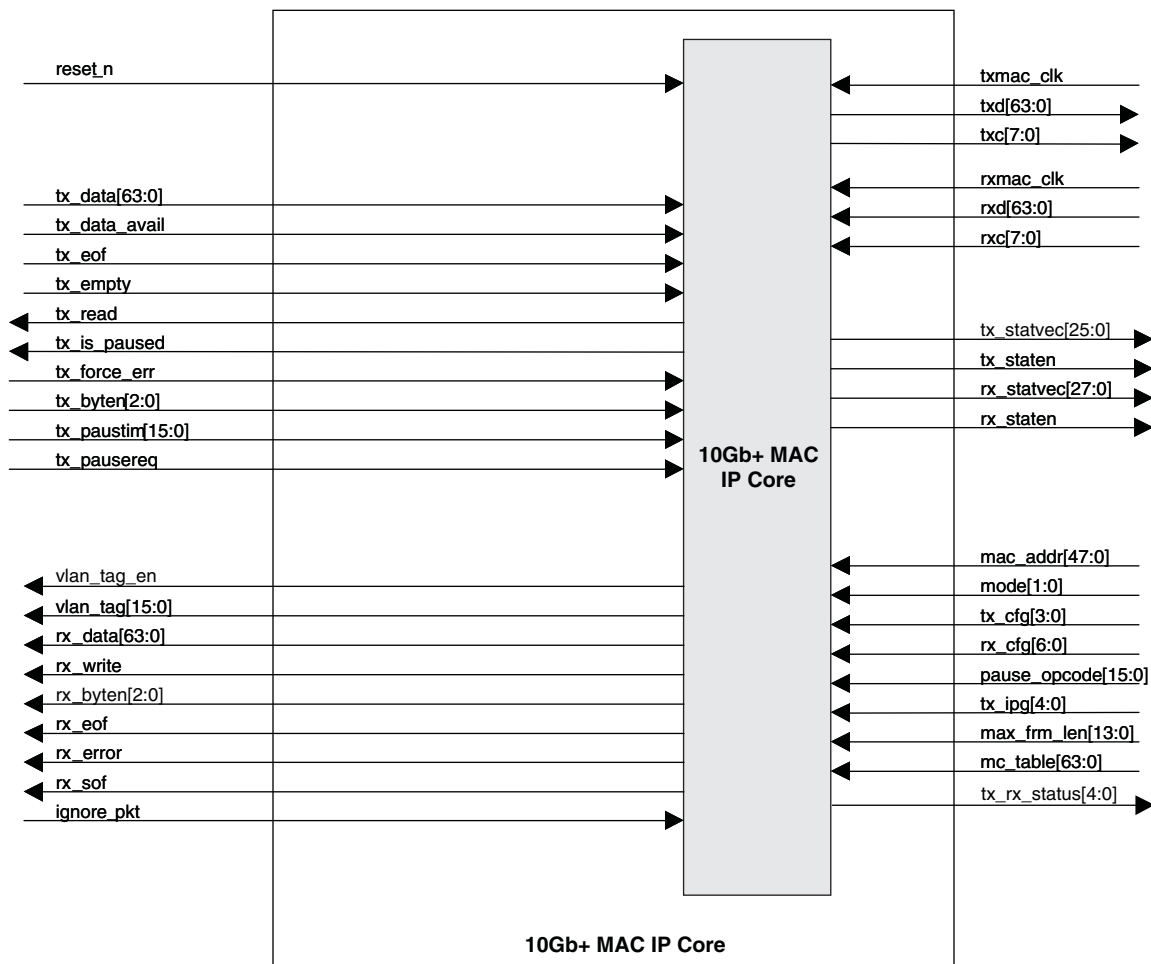 reset_n
tx_data[63:0]
tx_data_avail
tx_eof
tx_empty
tx_read
tx_is_paused
tx_force_err
tx_byten[2:0]
tx_paustim[15:0]
tx_pausereq
vlan_tag_en
vlan_tag[15:0]
rx_data[63:0]
rx_write
rx_byten[2:0]
rx_eof
rx_error
rx_sof
ignore_pkt
10Gb+ MAC
IP Core
txmac_clk
txd[63:0]
txc[7:0]
rxmac_clk
rxd[63:0]
rxc[7:0]
tx_statvec[25:0]
tx_staten
rx_statvec[27:0]
rx_staten
mac_addr[47:0]
mode[1:0]
tx_cfg[3:0]
rx_cfg[6:0]
pause_opcode[15:0]
tx_ipg[4:0]
max_frm_len[13:0]
mc_table[63:0]
tx_rx_status[4:0]
10Gb+ MAC IP Core